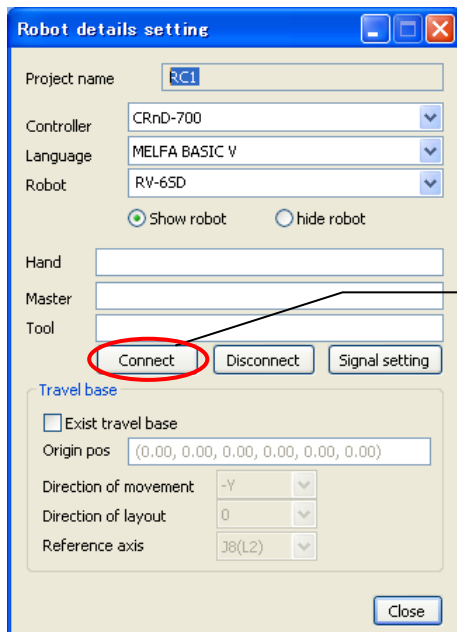 Robot details setting
Project name RC1
Controller CRnD-700
Language MELFA BASIC V
Robot RV-6SD
Show robot hide robot
Hand
Master
Tool
Connect Disconnect Signal setting
Travel base
Exist travel base
Origin pos (0.00, 0.00, 0.00, 0.00, 0.00, 0.00)
Direction of movement -Y
Direction of layout 0
Reference axis J8(L2)
Close